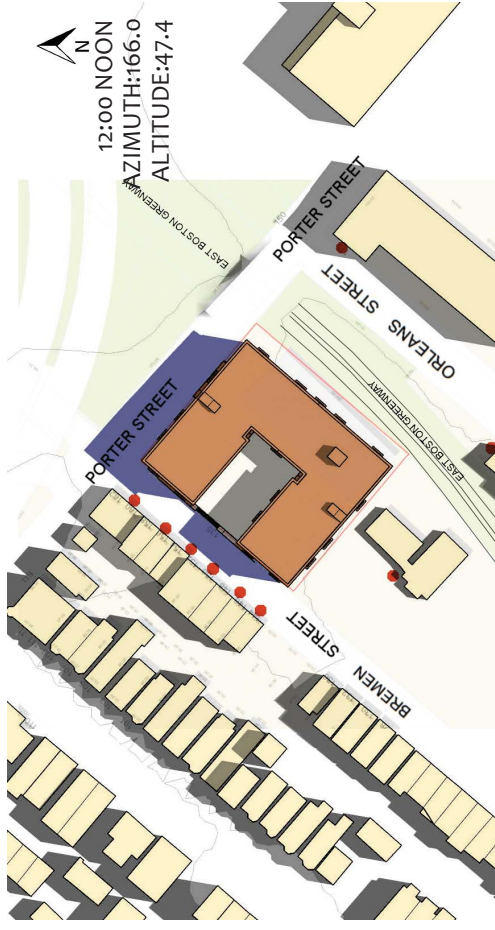 N
12:00 NOON
AZIMUTH:166.0
ALTITUDE:47.4
EAST BOSTON GREENWAY
PORTER STREET
ORLEANS STREET
PORTER STREET
EAST BOSTON GREENWAY
BREMEN STREET